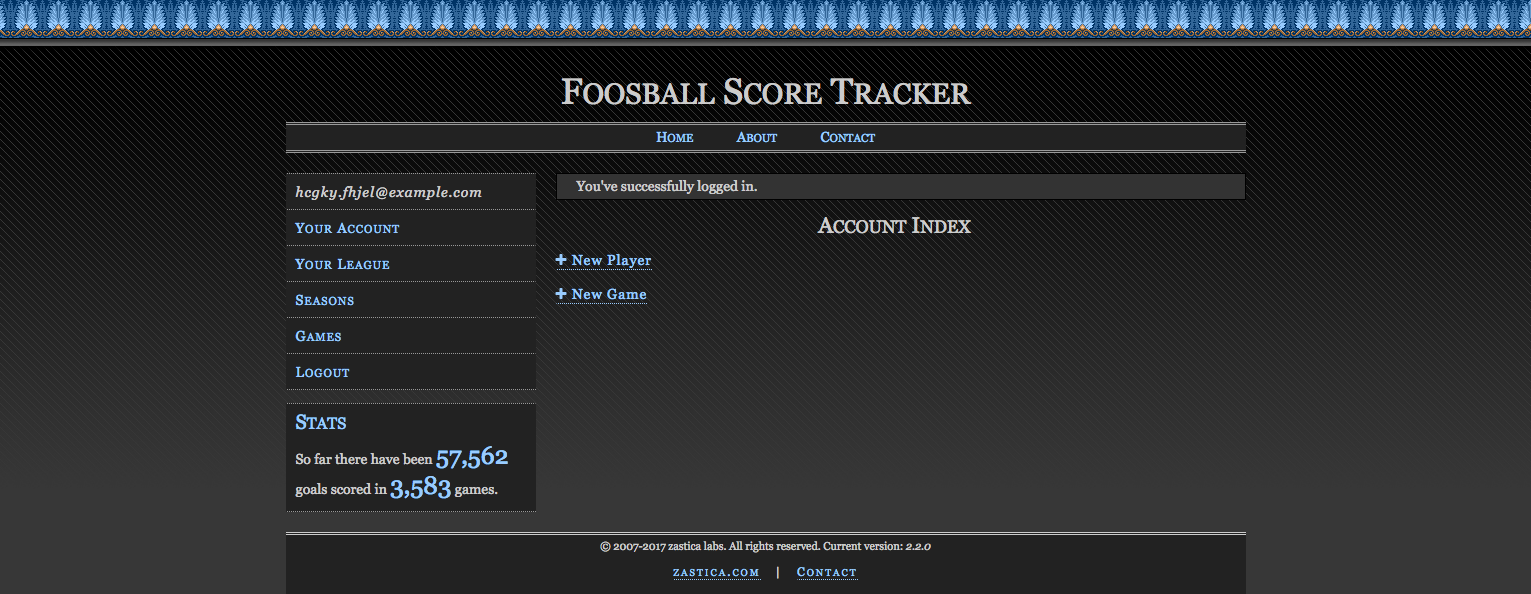 Foosball Score Tracker
Home About Contact
hcgky.fhjel@example.com
Your Account
Your League
Seasons
Games
Logout
Stats
So far there have been 57,562
goals scored in 3,583 games.
You've successfully logged in.
Account Index
+ New Player
+ New Game
© 2007-2017 zastica labs. All rights reserved. Current version: 2.2.0
zastica.com | Contact